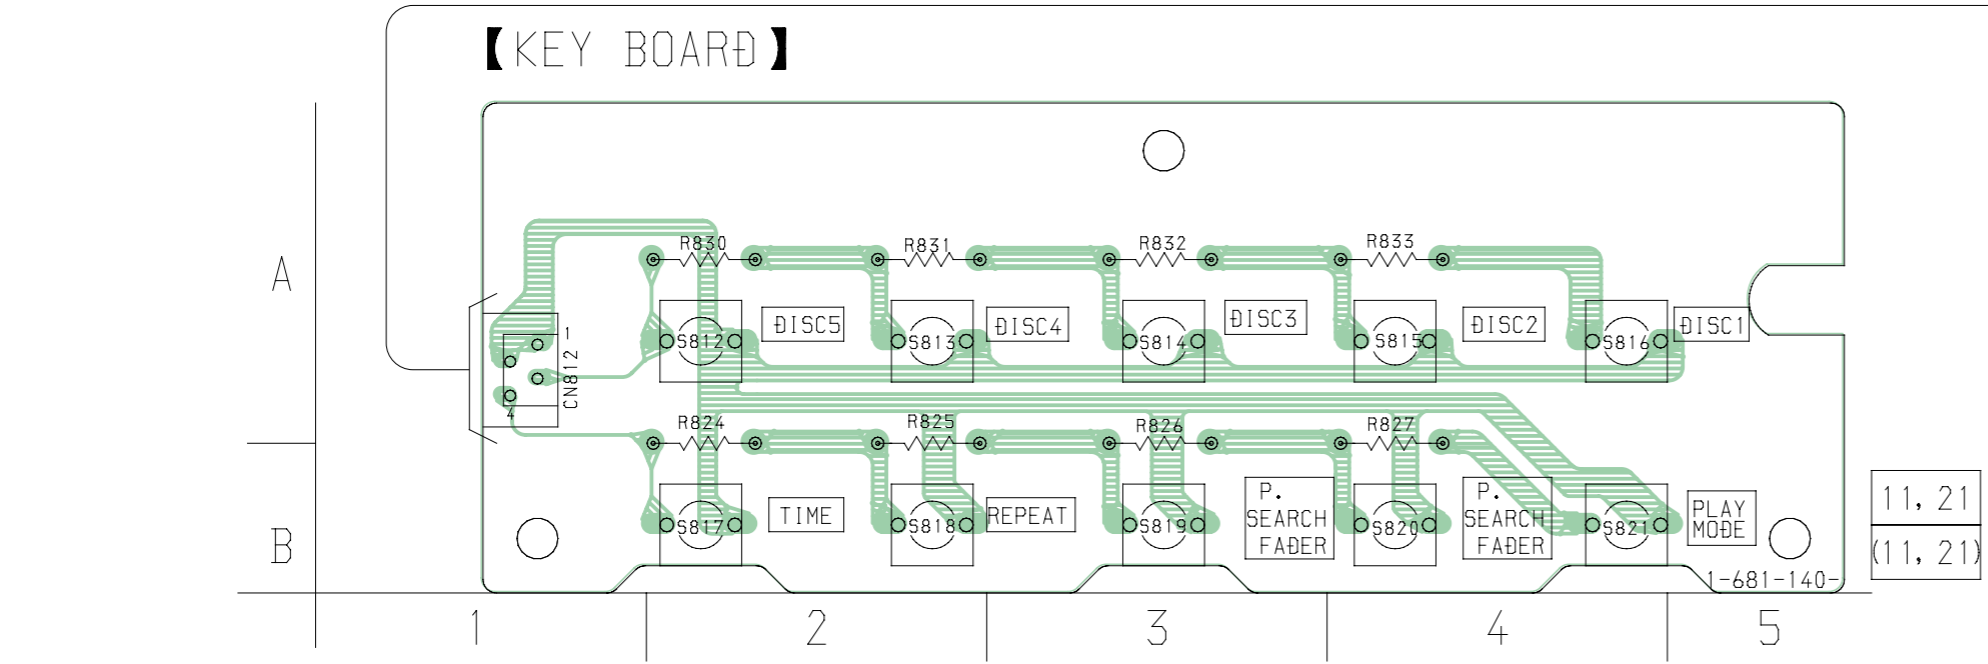 【KEY BOARD】
A
R830 R831 R832 R833
S812 DISC5 S813 DISC4 S814 DISC3 S815 DISC2 S816 DISC1
1
CN812
4
R824 R825 R826 R827
B
S817 TIME S818 REPEAT S819 P. SEARCH FADER S820 P. SEARCH FADER S821 PLAY MODE
11, 21
(11, 21)
1-681-140-
1 2 3 4 5